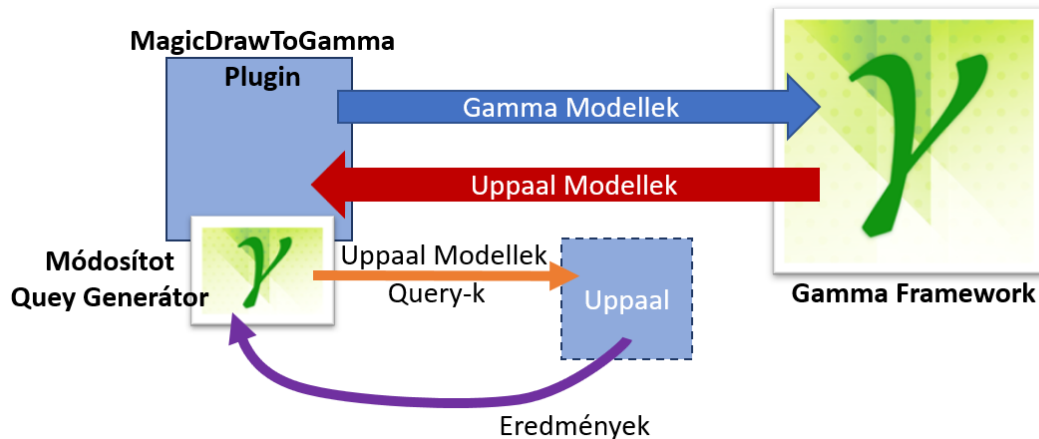 MagicDrawToGamma
Plugin
Gamma Modellek
Uppaal Modellek
Módosítot
Quey Generátor
Uppaal Modellek
Query-k
Uppaal
Gamma Framework
Eredmények